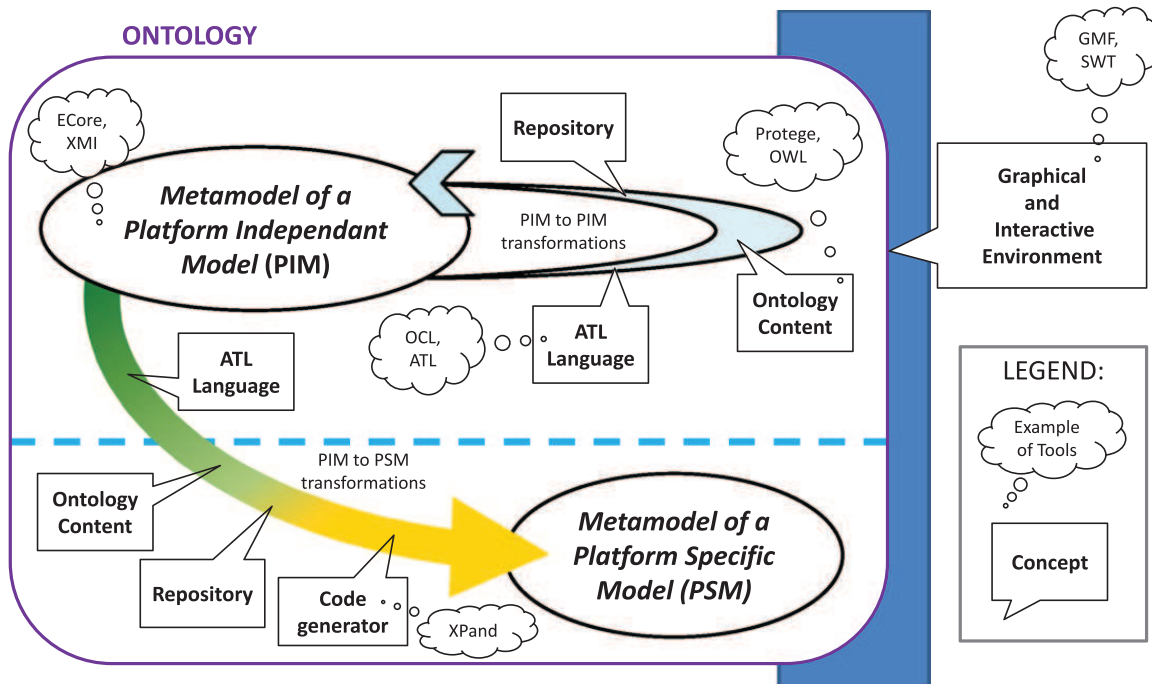 ONTOLOGY
GMF,
SWT
ECore,
XMI
Repository
Protege,
OWL
Metamodel of a
Platform Independant
Model (PIM)
PIM to PIM
transformations
Graphical
and
Interactive
Environment
Ontology
Content
OCL,
ATL
ATL
Language
ATL
Language
LEGEND:
Example
of Tools
Concept
PIM to PSM
transformations
Ontology
Content
Repository
Code
generator
XPand
Metamodel of a
Platform Specific
Model (PSM)